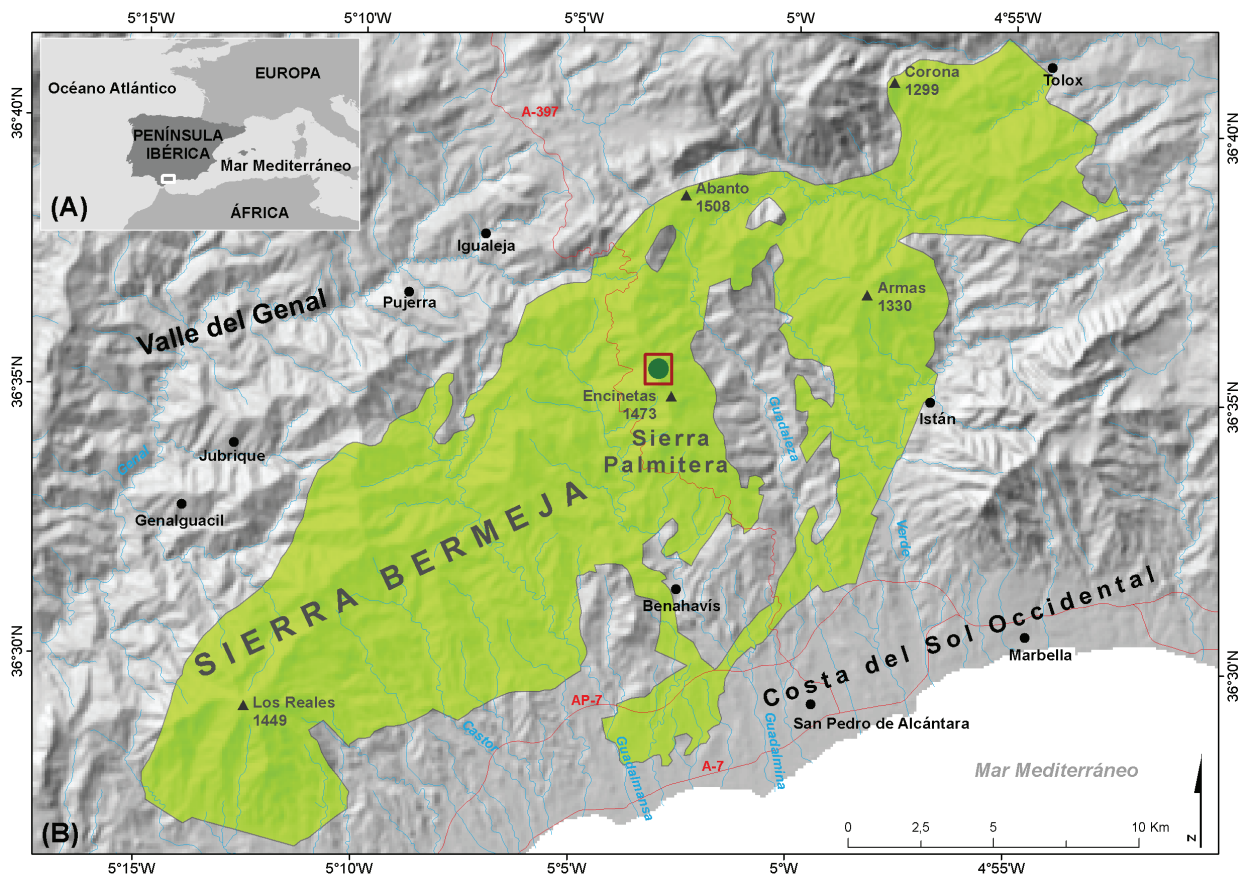 5°15'W
5°10'W
5°5'W
5°0'W
4°55'W
36°40'N
36°35'N
36°30'N
36°40'N
36°35'N
36°30'N
Océano Atlántico
EUROPA
PENÍNSULA
IBÉRICA
Mar Mediterráneo
ÁFRICA
(A)
A-397
Corona
1299
Tolox
Abanto
1508
Igualeja
Pujerra
Valle del Genal
Armas
1330
Encinetas
1473
Sierra
Palmitera
Guadaleza
Istán
Genal
Jubrique
Genalguacil
SIERRA BERMEJA
Verde
Benahavís
Costa del Sol Occidental
Marbella
Los Reales
1449
AP-7
San Pedro de Alcántara
Castor
Guadalmansa
Guadalmina
A-7
Mar Mediterráneo
(B)
0 2,5 5 10 Km
N
5°15'W
5°10'W
5°5'W
5°0'W
4°55'W